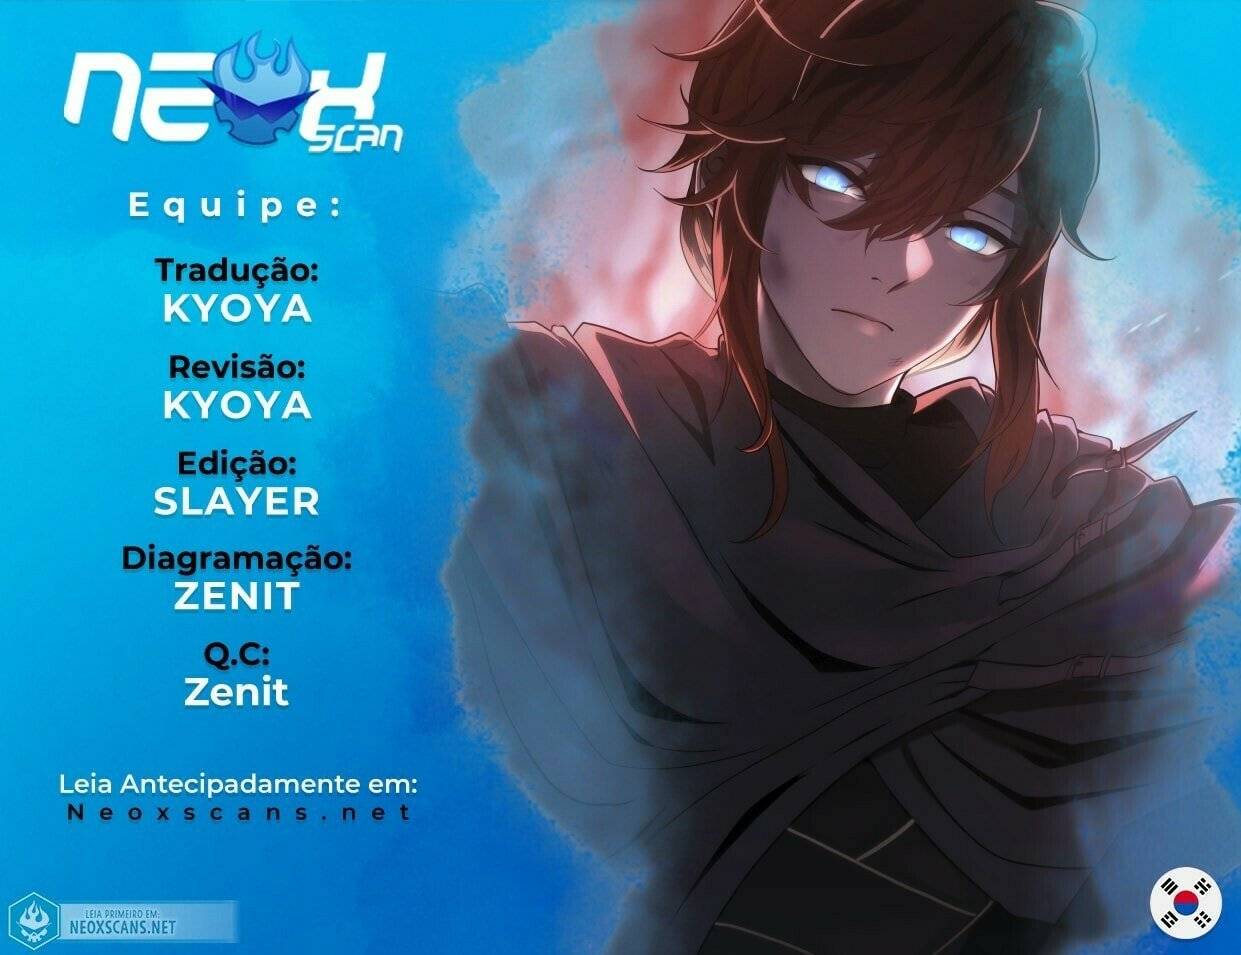 NEOX
SCAN
Equipe:
Tradução:
KYOYA
Revisão:
KYOYA
Edição:
SLAYER
Diagramação:
ZENIT
Q.C:
Zenit
Leia Antecipadamente em:
Neoxscans.net
LEIA PRIMEIRO EM:
NEOXSCANS.NET